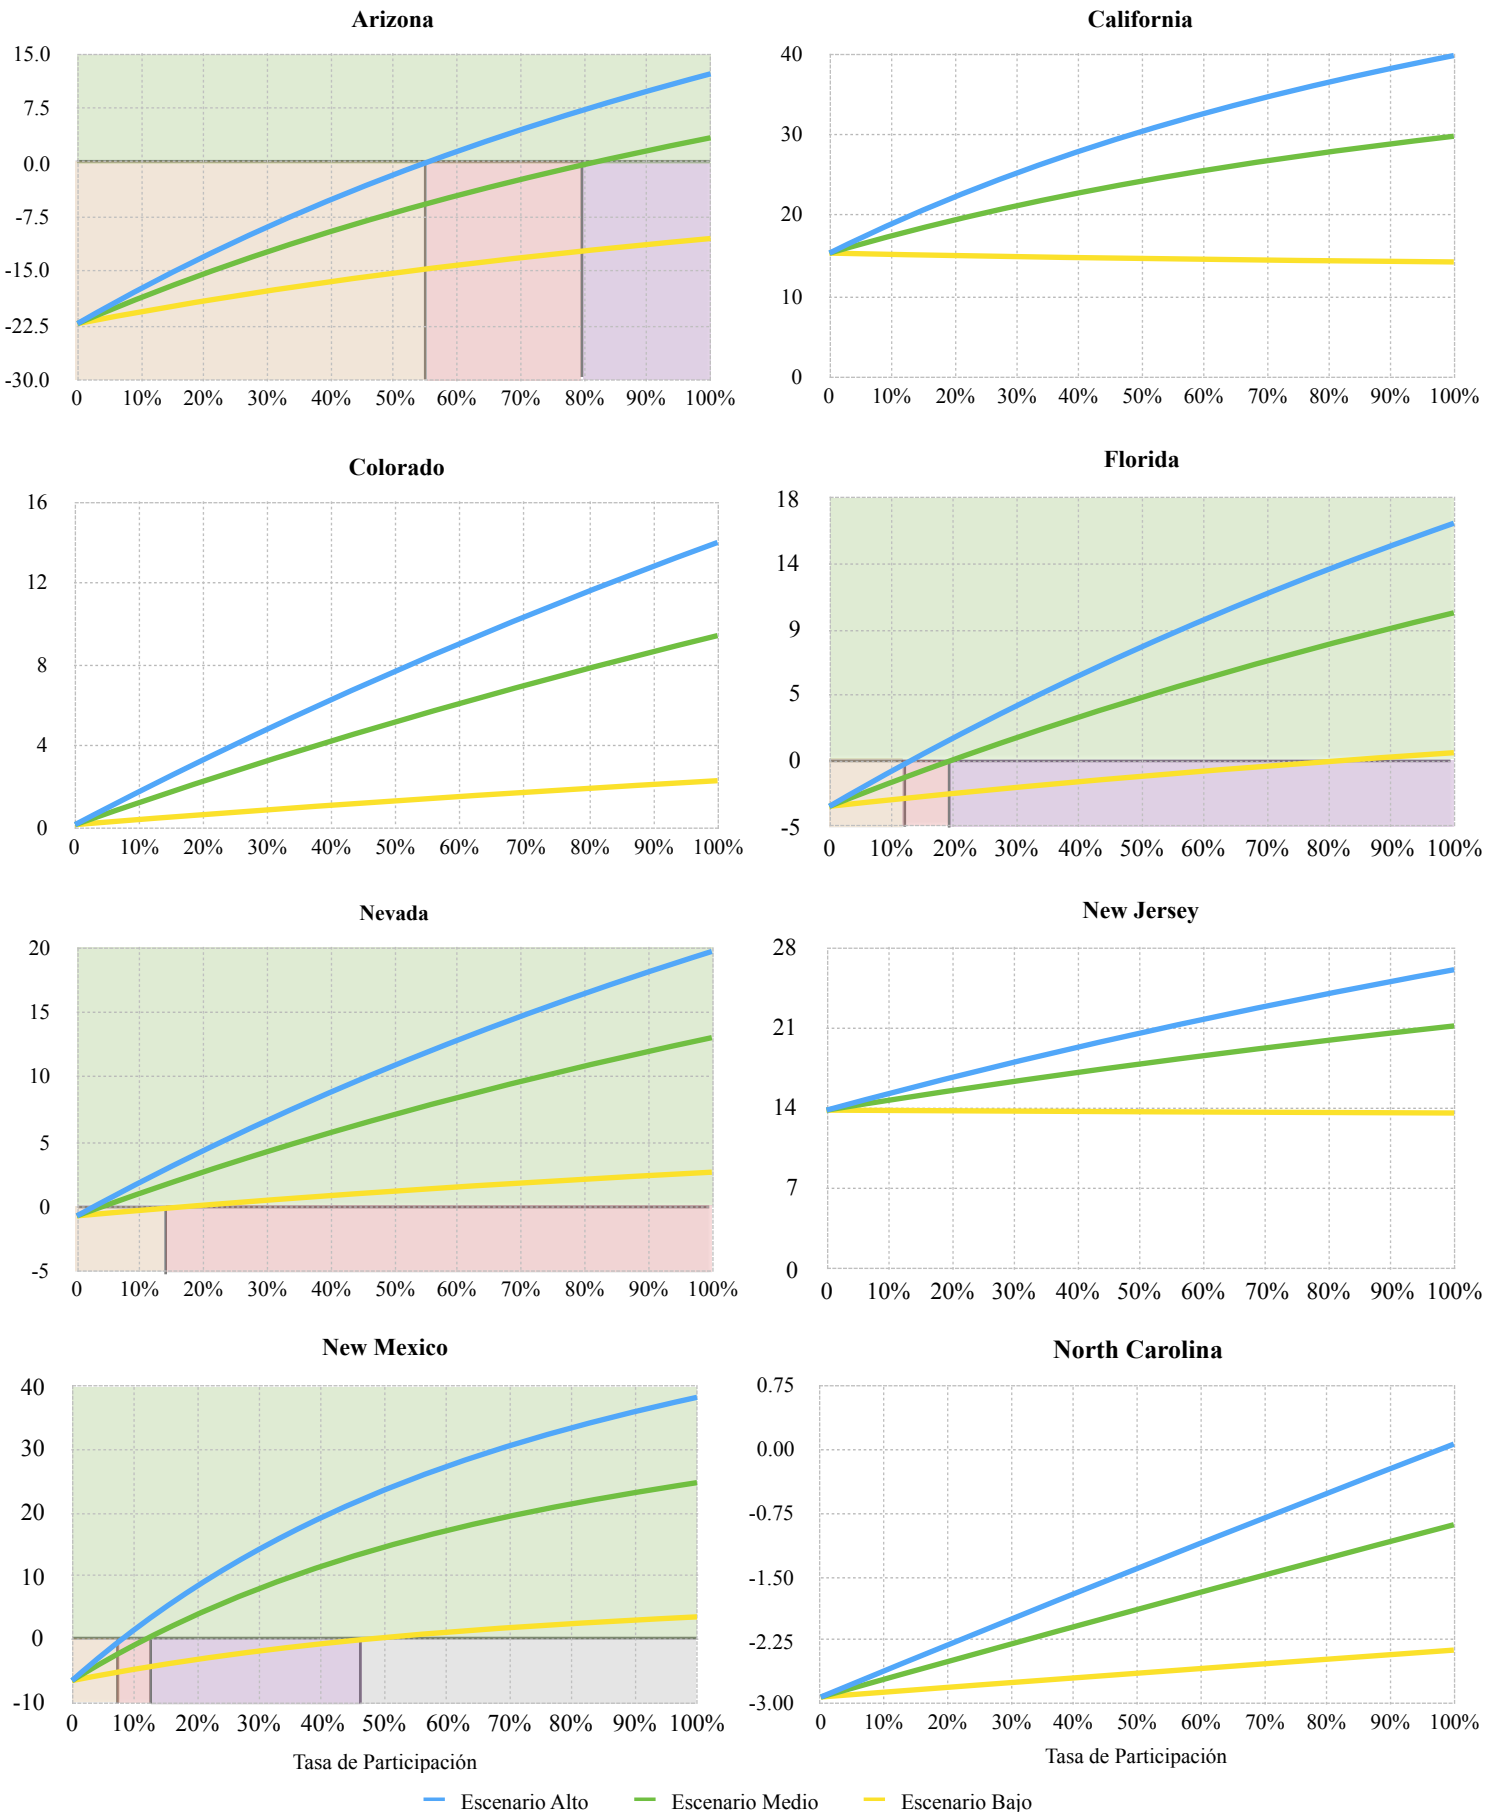 Arizona
15.0
7.5
0.0
-7.5
-15.0
-22.5
-30.0
0 10% 20% 30% 40% 50% 60% 70% 80% 90% 100%
California
40
30
20
10
0
0 10% 20% 30% 40% 50% 60% 70% 80% 90% 100%
Colorado
16
12
8
4
0
0 10% 20% 30% 40% 50% 60% 70% 80% 90% 100%
Florida
18
14
9
5
0
-5
0 10% 20% 30% 40% 50% 60% 70% 80% 90% 100%
Nevada
20
15
10
5
0
-5
0 10% 20% 30% 40% 50% 60% 70% 80% 90% 100%
New Jersey
28
21
14
7
0
0 10% 20% 30% 40% 50% 60% 70% 80% 90% 100%
New Mexico
40
30
20
10
0
-10
0 10% 20% 30% 40% 50% 60% 70% 80% 90% 100%
Tasa de Participación
North Carolina
0.75
0.00
-0.75
-1.50
-2.25
-3.00
0 10% 20% 30% 40% 50% 60% 70% 80% 90% 100%
Tasa de Participación
Escenario Alto Escenario Medio Escenario Bajo